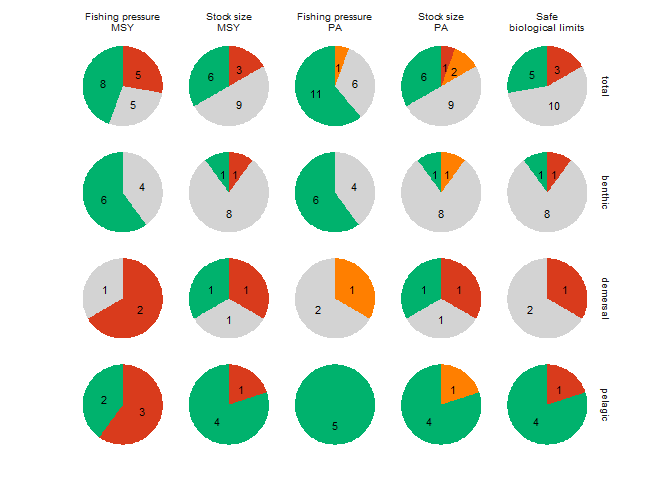 Fishing pressure
MSY
Stock size
MSY
Fishing pressure
PA
Stock size
PA
Safe
biological limits
8 5 5
6 3 9
1 6 11
6 1 2 9
5 3 10
total
6 4
1 1 8
6 4
1 1 8
1 1 8
benthic
1 2
1 1 1
1 2
1 1 1
1 2
demersal
2 3
1 4
5
1 4
1 4
pelagic